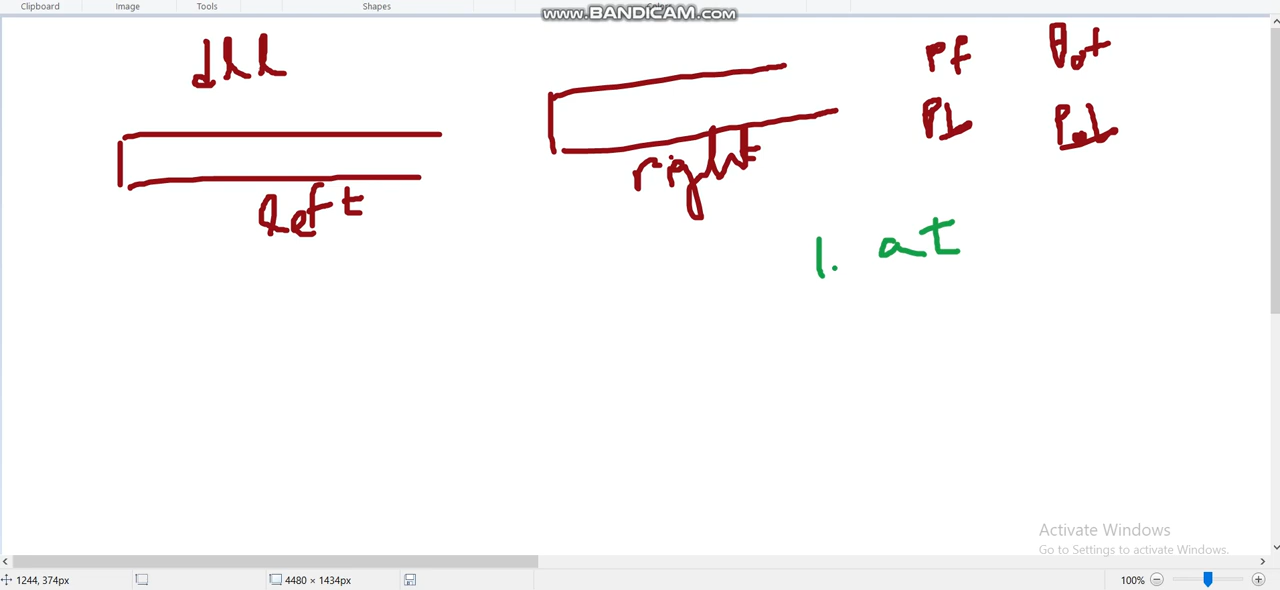 Clipboard Image Tools Shapes
www.BANDICAM.com
dll
PF
PL
left
right
1. at
Activate Windows
Go to Settings to activate Windows.
1244, 374px 4480 × 1434px 100%